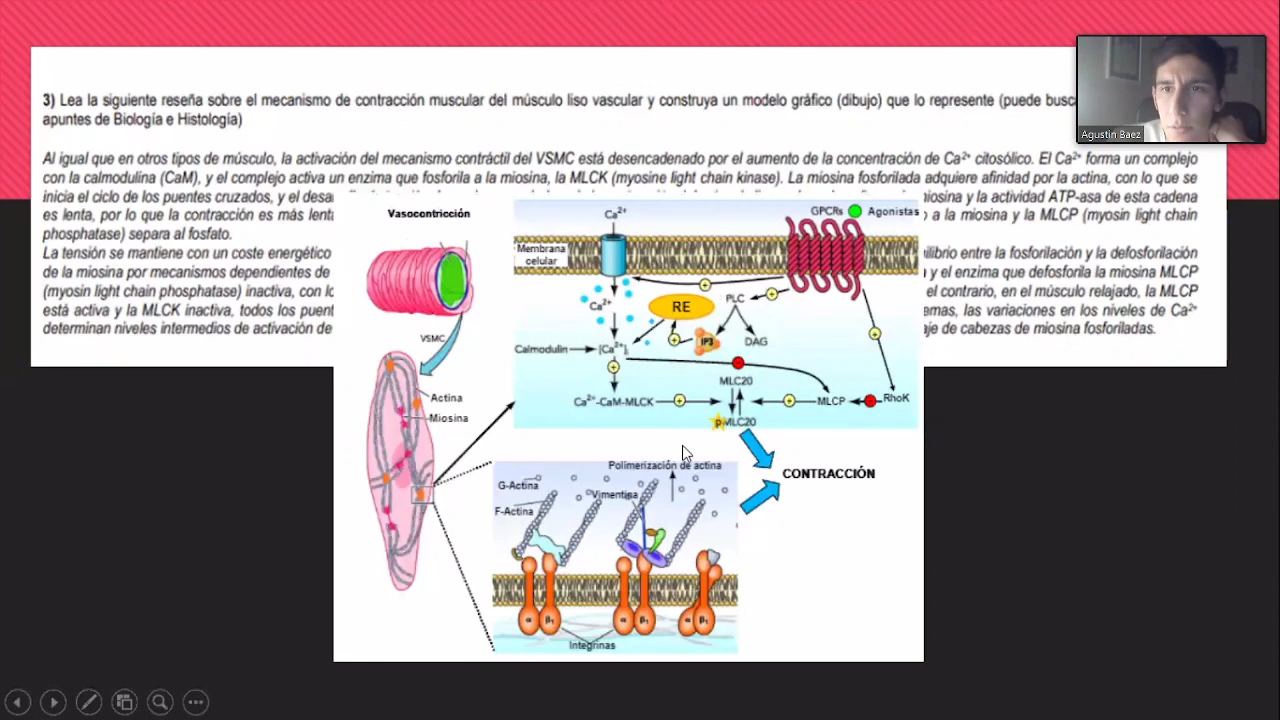 3) Lea la siguiente reseña sobre el mecanismo de contracción muscular del músculo liso vascular y construya un modelo gráfico (dibujo) que lo represente (puede busc
apuntes de Biología e Histología)
Agustin Baez
Al igual que en otros tipos de músculo, la activación del mecanismo contráctil del VSMC está desencadenado por el aumento de la concentración de Ca²⁺ citosólico. El Ca²⁺ forma un complejo
con la calmodulina (CaM), y el complejo activa un enzima que fosforila a la miosina, la MLCK (myosine light chain kinase). La miosina fosforilada adquiere afinidad por la actina, con lo que se
inicia el ciclo de los puentes cruzados, y el desar miosina y la actividad ATP-asa de esta cadena
es lenta, por lo que la contracción es más lenta o a la miosina y la MLCP (myosin light chain
phosphatase) separa al fosfato.
La tensión se mantiene con un coste energético ilibrio entre la fosforilación y la defosforilación
de la miosina por mecanismos dependientes de y el enzima que defosforila la miosina MLCP
(myosin light chain phosphatase) inactiva, con lo el contrario, en el músculo relajado, la MLCP
está activa y la MLCK inactiva, todos los puent emas, las variaciones en los niveles de Ca²⁺
determinan niveles intermedios de activación de aje de cabezas de miosina fosforiladas.
Vasocontricción
VSMC
Actina
Miosina
Ca²⁺
GPCRs
Agonistas
Membrana
celular
Ca²⁺
RE
PLC
IP3
DAG
Calmodulin
[Ca²⁺]i
MLC20
Ca²⁺-CaM-MLCK
MLCP
RhoK
p MLC20
CONTRACCIÓN
Polimerización de actina
G-Actina
Vimentina
F-Actina
α β₁ α β₁ α β₁
Integrinas